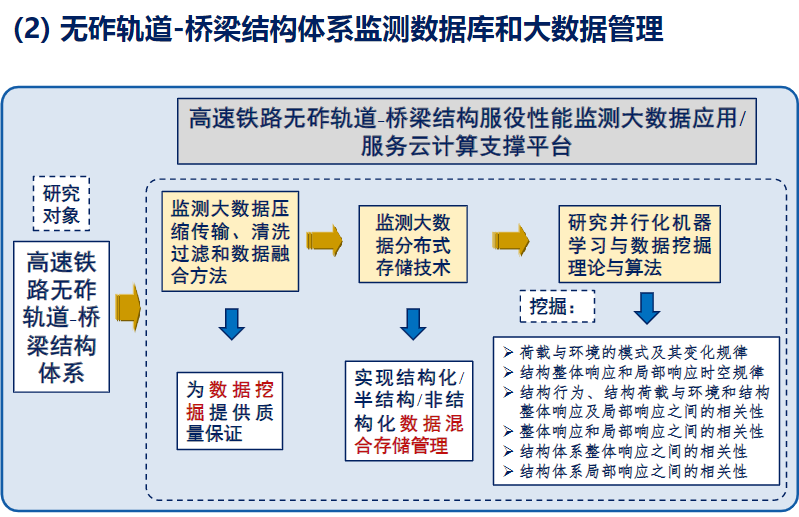 (2) 无砟轨道-桥梁结构体系监测数据库和大数据管理
高速铁路无砟轨道-桥梁结构服役性能监测大数据应用/
服务云计算支撑平台
研究
对象
高速铁
路无砟
轨道-桥
梁结构
体系
监测大数据压
缩传输、清洗
过滤和数据融
合方法
监测大数
据分布式
存储技术
研究并行化机器
学习与数据挖掘
理论与算法
挖掘：
为数据挖
掘提供质
量保证
实现结构化/
半结构/非结
构化数据混
合存储管理
➢ 荷载与环境的模式及其变化规律
➢ 结构整体响应和局部响应时空规律
➢ 结构行为、结构荷载与环境和结构
整体响应及局部响应之间的相关性
➢ 整体响应和局部响应之间的相关性
➢ 结构体系整体响应之间的相关性
➢ 结构体系局部响应之间的相关性